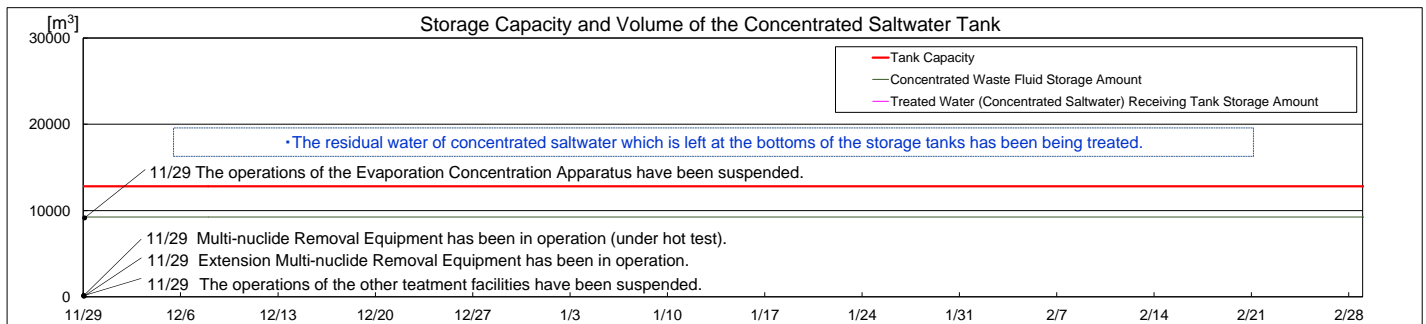 Storage Capacity and Volume of the Concentrated Saltwater Tank
[m³]
30000
Tank Capacity
Concentrated Waste Fluid Storage Amount
Treated Water (Concentrated Saltwater) Receiving Tank Storage Amount
20000
・The residual water of concentrated saltwater which is left at the bottoms of the storage tanks has been being treated.
11/29 The operations of the Evaporation Concentration Apparatus have been suspended.
10000
11/29 Multi-nuclide Removal Equipment has been in operation (under hot test).
11/29 Extension Multi-nuclide Removal Equipment has been in operation.
11/29 The operations of the other teatment facilities have been suspended.
0
11/29 12/6 12/13 12/20 12/27 1/3 1/10 1/17 1/24 1/31 2/7 2/14 2/21 2/28